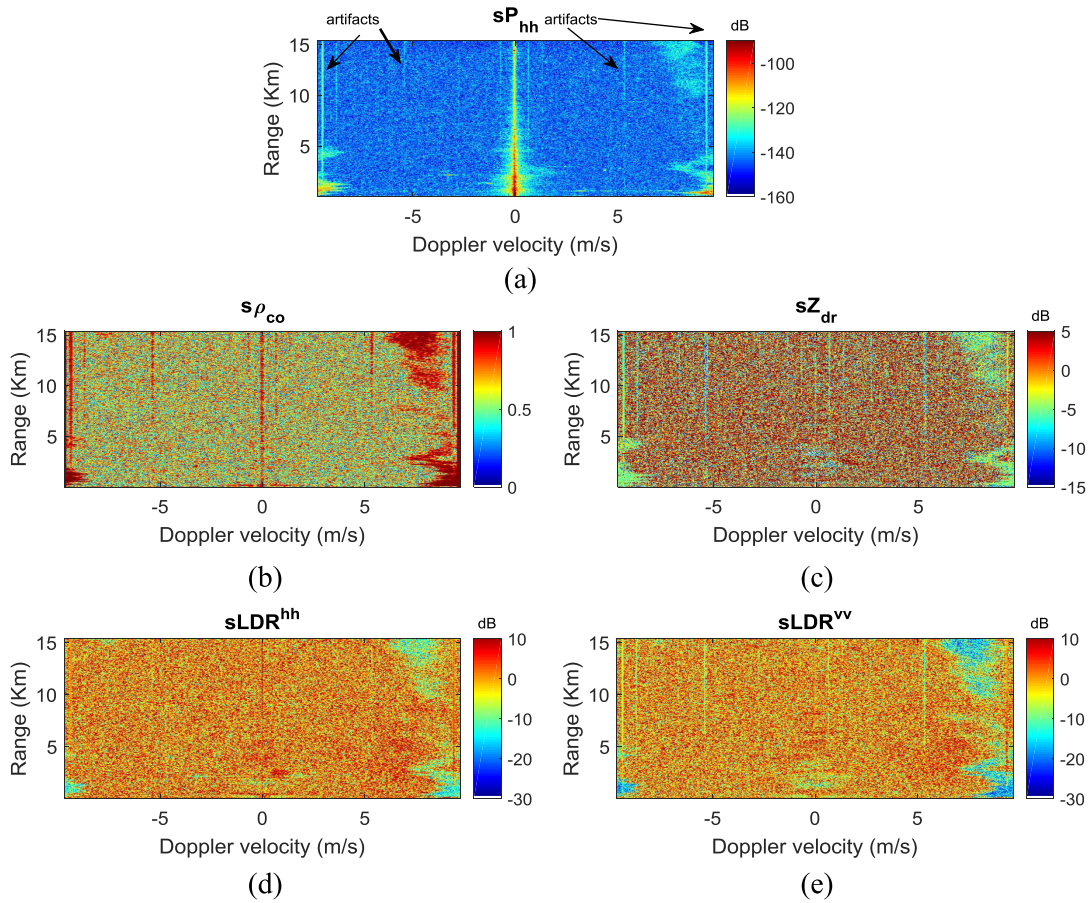 sP_hh
artifacts
artifacts
dB
15
10
5
-100
-120
-140
-160
Range (Km)
-5
0
5
Doppler velocity (m/s)
(a)
sρ_co
15
10
5
1
0.5
0
Range (Km)
-5
0
5
Doppler velocity (m/s)
(b)
sZ_dr
dB
15
10
5
5
0
-5
-10
-15
Range (Km)
-5
0
5
Doppler velocity (m/s)
(c)
sLDR^hh
dB
15
10
5
10
0
-10
-20
-30
Range (Km)
-5
0
5
Doppler velocity (m/s)
(d)
sLDR^vv
dB
15
10
5
10
0
-10
-20
-30
Range (Km)
-5
0
5
Doppler velocity (m/s)
(e)